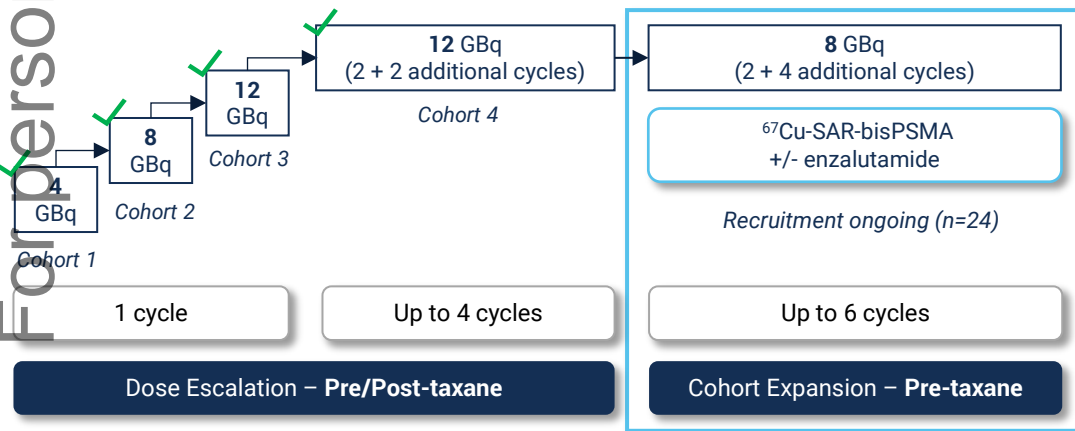 For perso
4
GBq
Cohort 1
8
GBq
Cohort 2
12
GBq
Cohort 3
12 GBq
(2 + 2 additional cycles)
Cohort 4
8 GBq
(2 + 4 additional cycles)
⁶⁷Cu-SAR-bisPSMA
+/- enzalutamide
Recruitment ongoing (n=24)
1 cycle
Up to 4 cycles
Up to 6 cycles
Dose Escalation – Pre/Post-taxane
Cohort Expansion – Pre-taxane